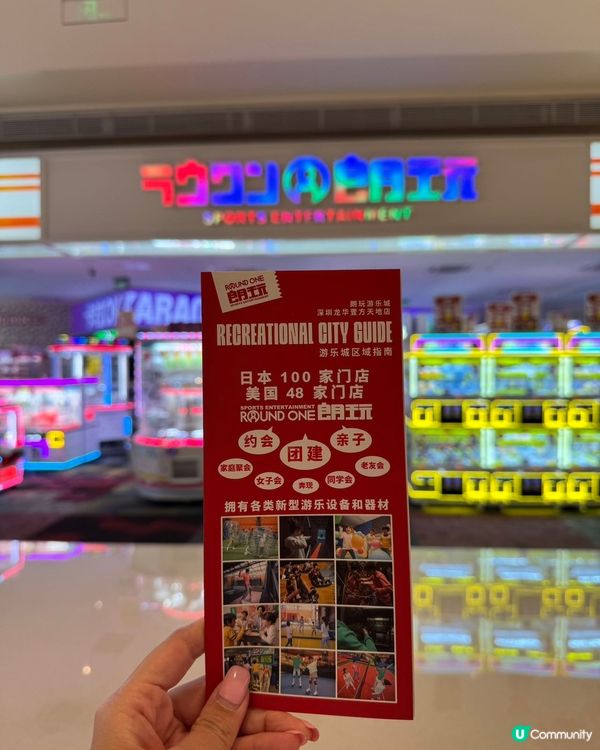 ラウワン 朗玩
SPORTS ENTERTAINMENT
KARAO
ROUND ONE
朗玩
SPORTS ENTERTAINMENT
朗玩游乐城
深圳龙华壹方天地店
RECREATIONAL CITY GUIDE
游乐城区域指南
日本 100 家门店
美国 48 家门店
SPORTS ENTERTAINMENT
ROUND ONE 朗玩
约会 团建 亲子
家庭聚会 女子会 奔现 同学会 老友会
拥有各类新型游乐设备和器材
U Community